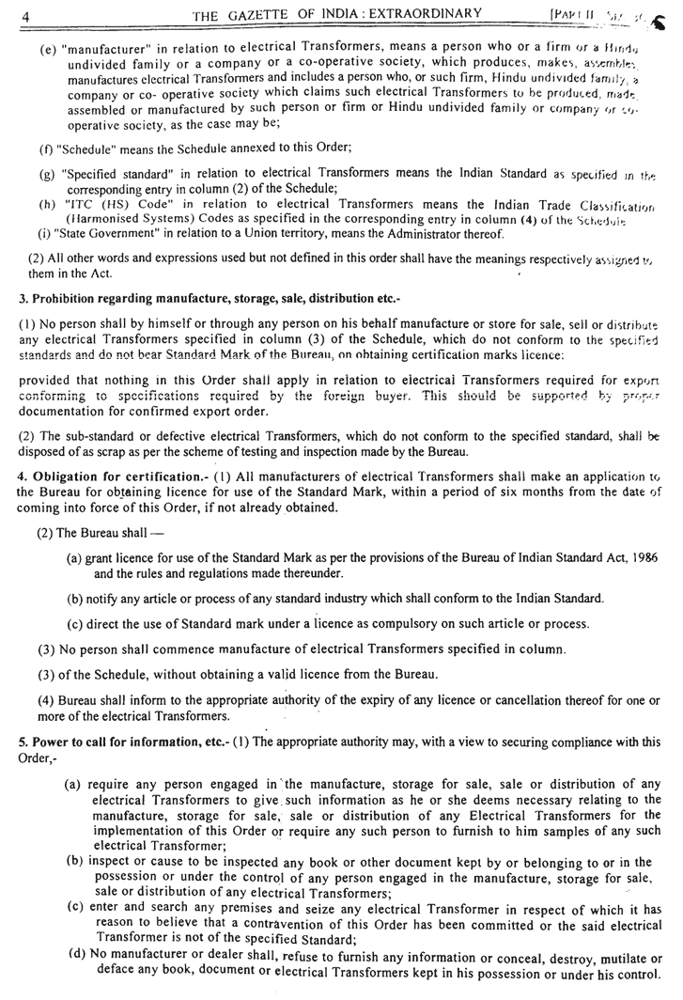 4 THE GAZETTE OF INDIA : EXTRAORDINARY [PART II
(e) "manufacturer" in relation to electrical Transformers, means a person who or a firm or a Hindu
undivided family or a company or a co-operative society, which produces, makes, assembles,
manufactures electrical Transformers and includes a person who, or such firm, Hindu undivided family, a
company or co- operative society which claims such electrical Transformers to be produced, made
assembled or manufactured by such person or firm or Hindu undivided family or company or co-
operative society, as the case may be;
(f) "Schedule" means the Schedule annexed to this Order;
(g) "Specified standard" in relation to electrical Transformers means the Indian Standard as specified in the
corresponding entry in column (2) of the Schedule;
(h) "ITC (HS) Code" in relation to electrical Transformers means the Indian Trade Classification
(Harmonised Systems) Codes as specified in the corresponding entry in column (4) of the Schedule
(i) "State Government" in relation to a Union territory, means the Administrator thereof.
(2) All other words and expressions used but not defined in this order shall have the meanings respectively assigned to
them in the Act.
3. Prohibition regarding manufacture, storage, sale, distribution etc.-
(1) No person shall by himself or through any person on his behalf manufacture or store for sale, sell or distribute
any electrical Transformers specified in column (3) of the Schedule, which do not conform to the specified
standards and do not bear Standard Mark of the Bureau, on obtaining certification marks licence:
provided that nothing in this Order shall apply in relation to electrical Transformers required for export
conforming to specifications required by the foreign buyer. This should be supported by proper
documentation for confirmed export order.
(2) The sub-standard or defective electrical Transformers, which do not conform to the specified standard, shall be
disposed of as scrap as per the scheme of testing and inspection made by the Bureau.
4. Obligation for certification.- (1) All manufacturers of electrical Transformers shall make an application to
the Bureau for obtaining licence for use of the Standard Mark, within a period of six months from the date of
coming into force of this Order, if not already obtained.
(2) The Bureau shall —
(a) grant licence for use of the Standard Mark as per the provisions of the Bureau of Indian Standard Act, 1986
and the rules and regulations made thereunder.
(b) notify any article or process of any standard industry which shall conform to the Indian Standard.
(c) direct the use of Standard mark under a licence as compulsory on such article or process.
(3) No person shall commence manufacture of electrical Transformers specified in column.
(3) of the Schedule, without obtaining a valid licence from the Bureau.
(4) Bureau shall inform to the appropriate authority of the expiry of any licence or cancellation thereof for one or
more of the electrical Transformers.
5. Power to call for information, etc.- (1) The appropriate authority may, with a view to securing compliance with this
Order,-
(a) require any person engaged in the manufacture, storage for sale, sale or distribution of any
electrical Transformers to give such information as he or she deems necessary relating to the
manufacture, storage for sale, sale or distribution of any Electrical Transformers for the
implementation of this Order or require any such person to furnish to him samples of any such
electrical Transformer;
(b) inspect or cause to be inspected any book or other document kept by or belonging to or in the
possession or under the control of any person engaged in the manufacture, storage for sale,
sale or distribution of any electrical Transformers;
(c) enter and search any premises and seize any electrical Transformer in respect of which it has
reason to believe that a contravention of this Order has been committed or the said electrical
Transformer is not of the specified Standard;
(d) No manufacturer or dealer shall, refuse to furnish any information or conceal, destroy, mutilate or
deface any book, document or electrical Transformers kept in his possession or under his control.